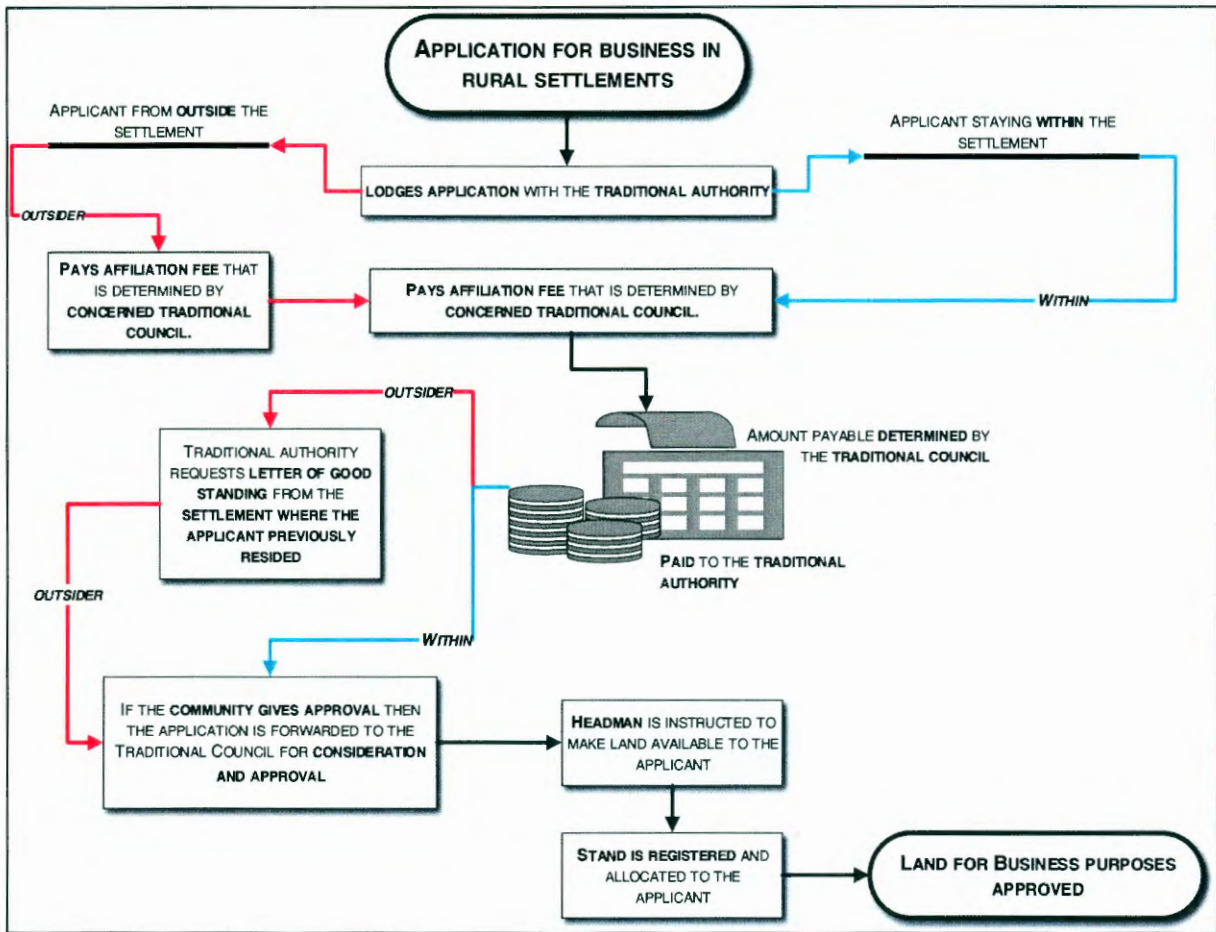 APPLICATION FOR BUSINESS IN
RURAL SETTLEMENTS
APPLICANT FROM OUTSIDE THE
SETTLEMENT
APPLICANT STAYING WITHIN THE
SETTLEMENT
LODGES APPLICATION WITH THE TRADITIONAL AUTHORITY
OUTSIDER
PAYS AFFILIATION FEE THAT
IS DETERMINED BY
CONCERNED TRADITIONAL
COUNCIL.
PAYS AFFILIATION FEE THAT IS DETERMINED BY
CONCERNED TRADITIONAL COUNCIL.
WITHIN
OUTSIDER
TRADITIONAL AUTHORITY
REQUESTS LETTER OF GOOD
STANDING FROM THE
SETTLEMENT WHERE THE
APPLICANT PREVIOUSLY
RESIDED
AMOUNT PAYABLE DETERMINED BY
THE TRADITIONAL COUNCIL
PAID TO THE TRADITIONAL
AUTHORITY
OUTSIDER
WITHIN
IF THE COMMUNITY GIVES APPROVAL THEN
THE APPLICATION IS FORWARDED TO THE
TRADITIONAL COUNCIL FOR CONSIDERATION
AND APPROVAL
HEADMAN IS INSTRUCTED TO
MAKE LAND AVAILABLE TO THE
APPLICANT
STAND IS REGISTERED AND
ALLOCATED TO THE
APPLICANT
LAND FOR BUSINESS PURPOSES
APPROVED